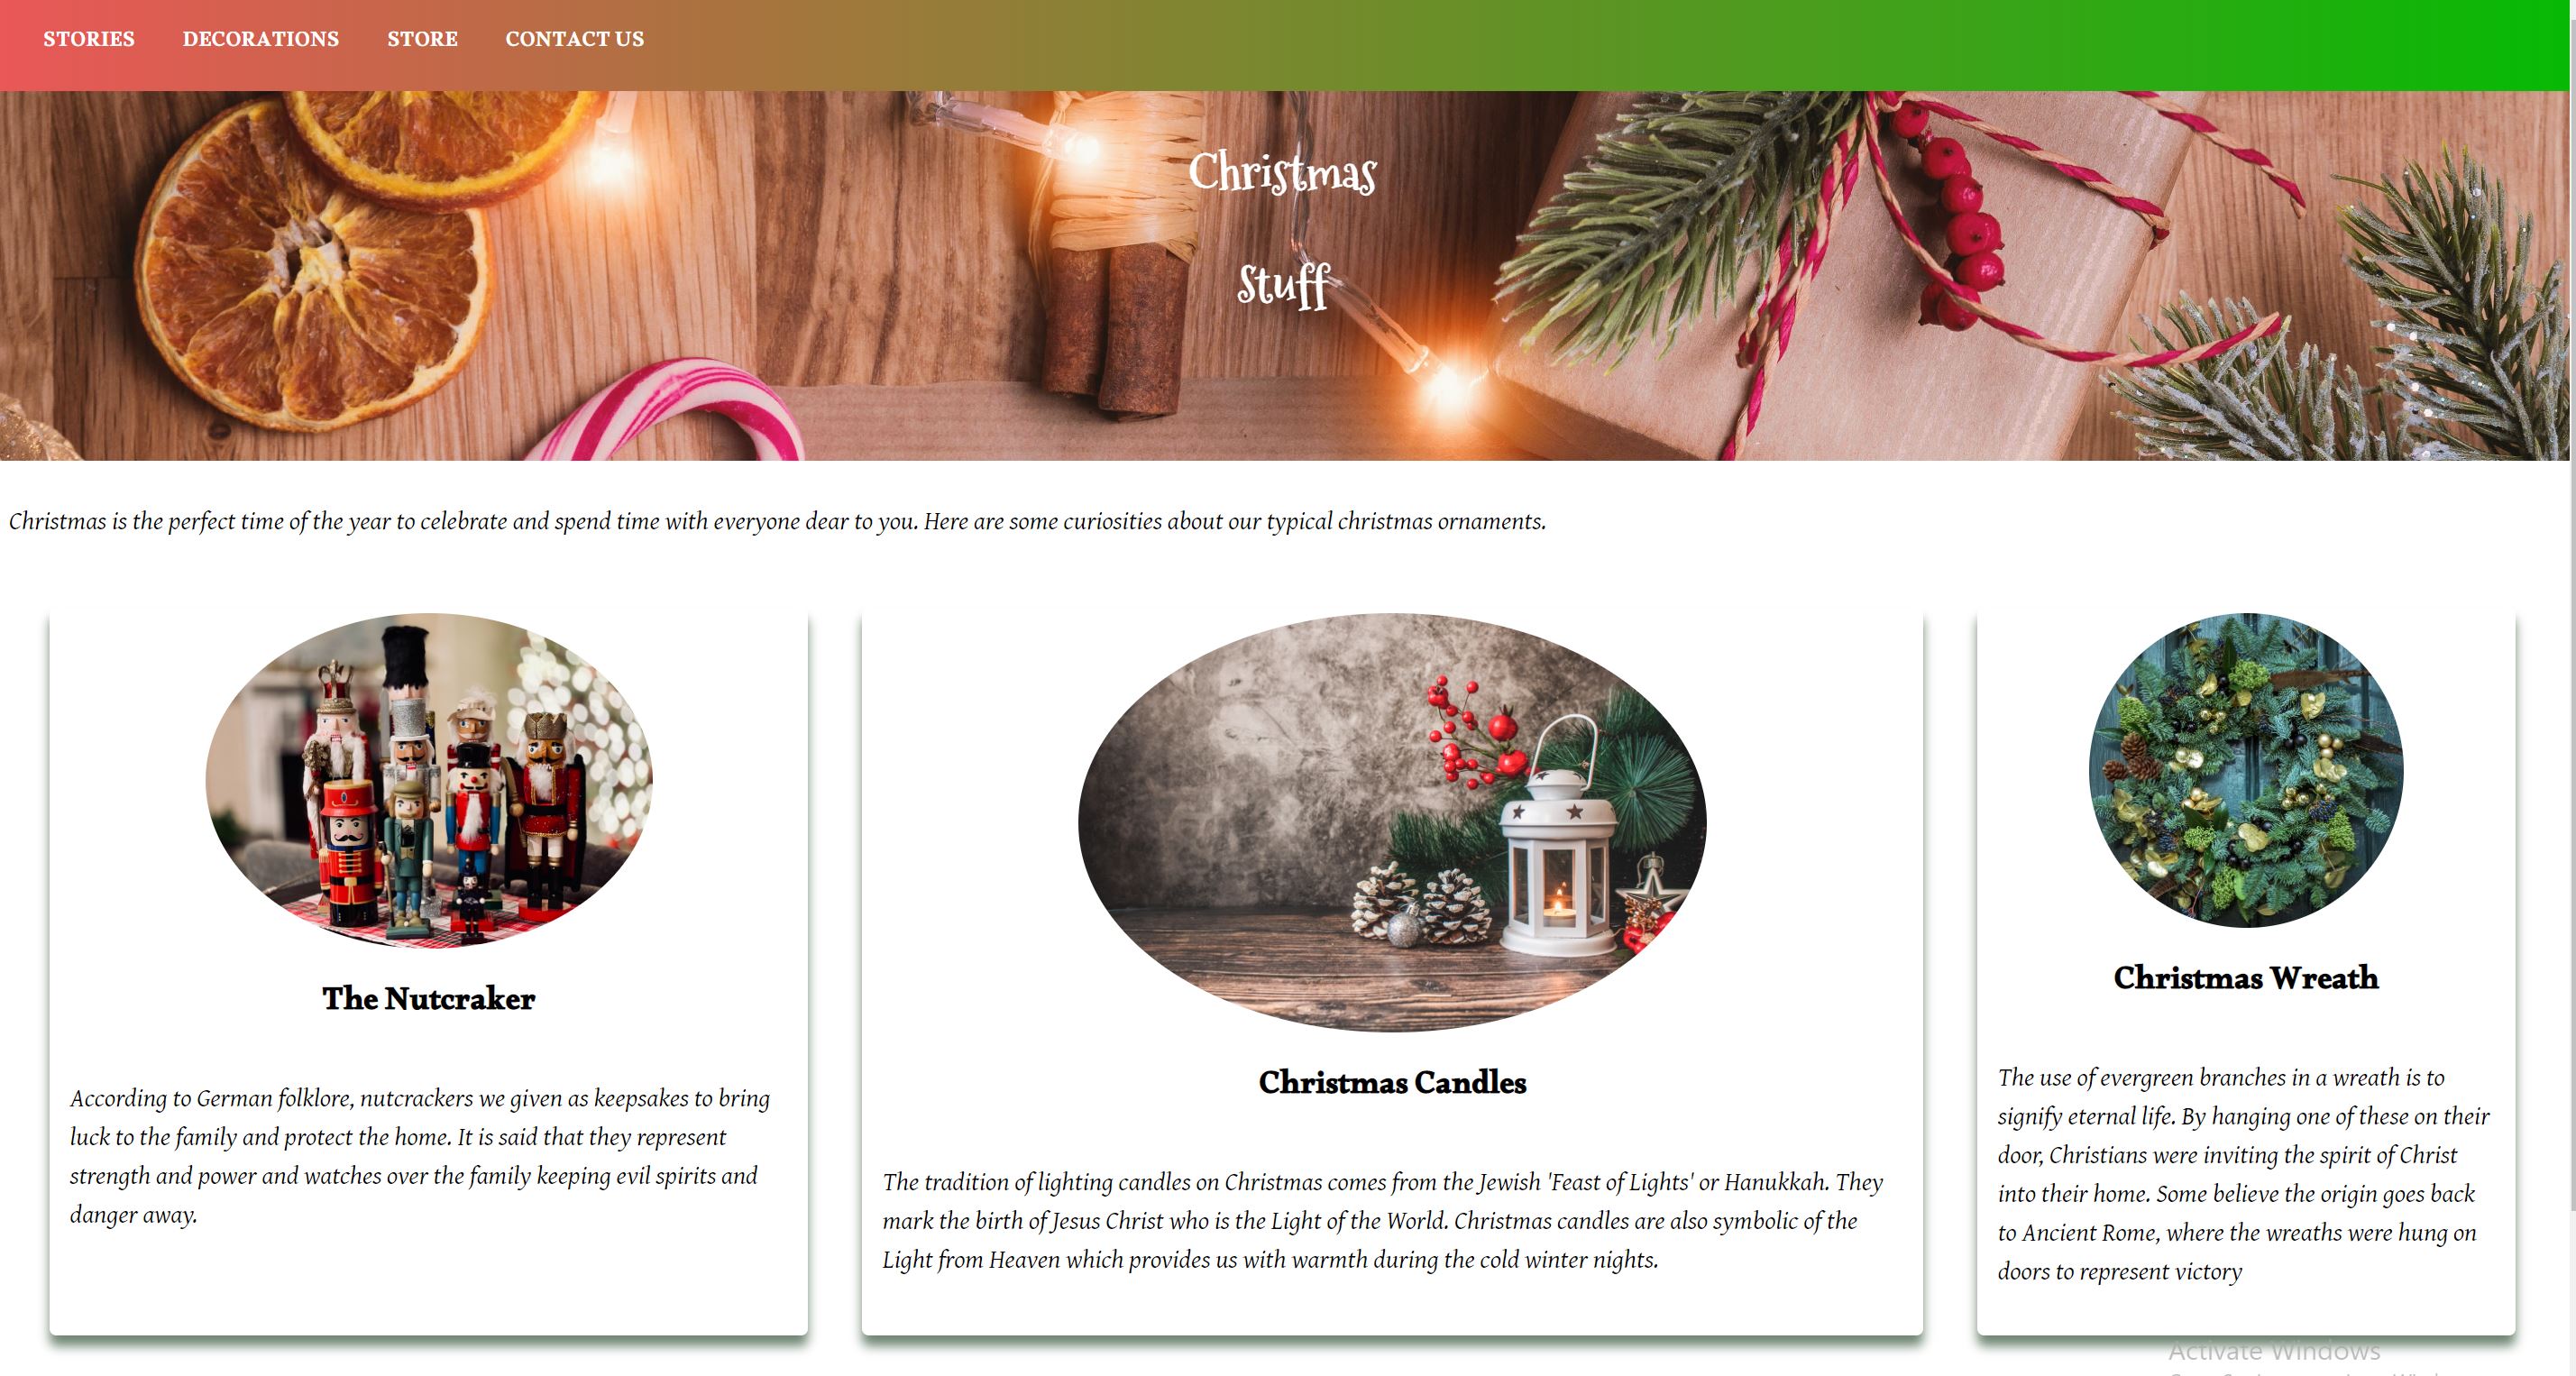 STORIES DECORATIONS STORE CONTACT US
Christmas
Stuff
Christmas is the perfect time of the year to celebrate and spend time with everyone dear to you. Here are some curiosities about our typical christmas ornaments.
The Nutcraker
According to German folklore, nutcrackers we given as keepsakes to bring
luck to the family and protect the home. It is said that they represent
strength and power and watches over the family keeping evil spirits and
danger away.
Christmas Candles
The tradition of lighting candles on Christmas comes from the Jewish 'Feast of Lights' or Hanukkah. They
mark the birth of Jesus Christ who is the Light of the World. Christmas candles are also symbolic of the
Light from Heaven which provides us with warmth during the cold winter nights.
Christmas Wreath
The use of evergreen branches in a wreath is to
signify eternal life. By hanging one of these on their
door, Christians were inviting the spirit of Christ
into their home. Some believe the origin goes back
to Ancient Rome, where the wreaths were hung on
doors to represent victory
Activate Windows